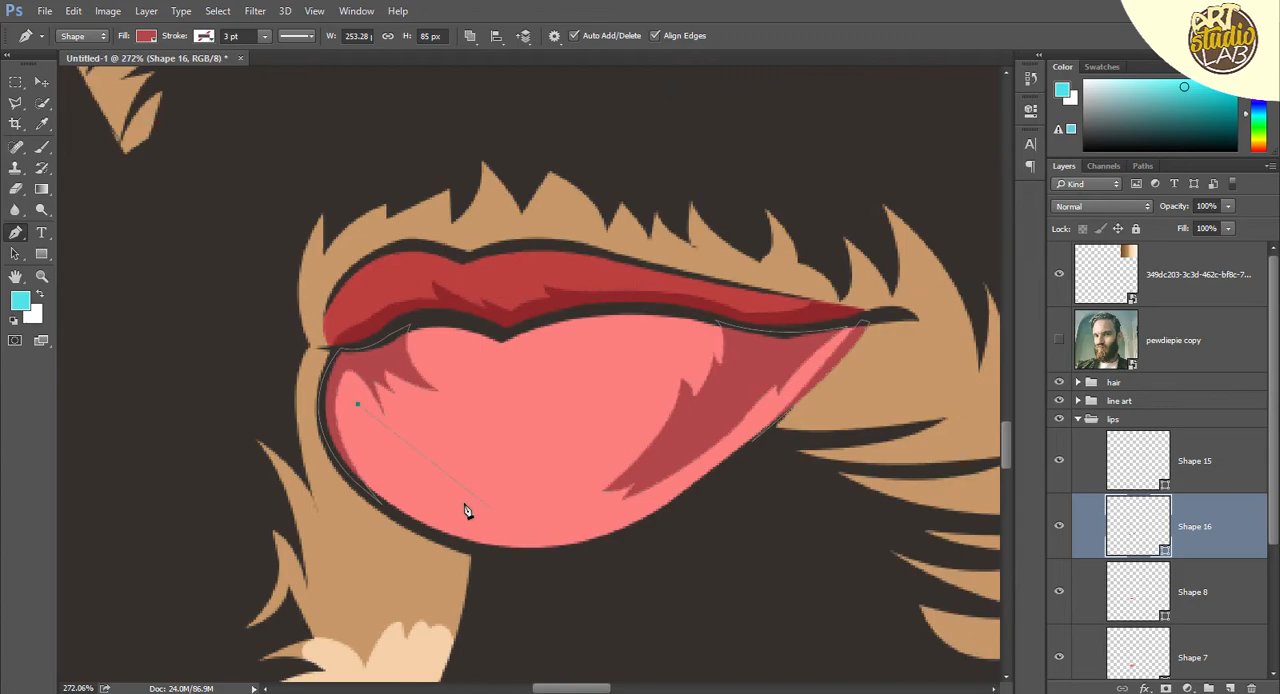 Ps File Edit Image Layer Type Select Filter 3D View Window Help
ART
studio
LAB
Shape Fill: Stroke: 3 pt W: 253.28 H: 85 px Auto Add/Delete Align Edges
Untitled-1 @ 272% (Shape 16, RGB/8) * ×
Color Swatches
Layers Channels Paths
Kind
Normal Opacity: 100%
Lock: Fill: 100%
349dc203-3c3d-462c-bf8c-7...
pewdiepie copy
hair
line art
lips
Shape 15
Shape 16
Shape 8
Shape 7
272.06% Doc: 24.0M/86.9M